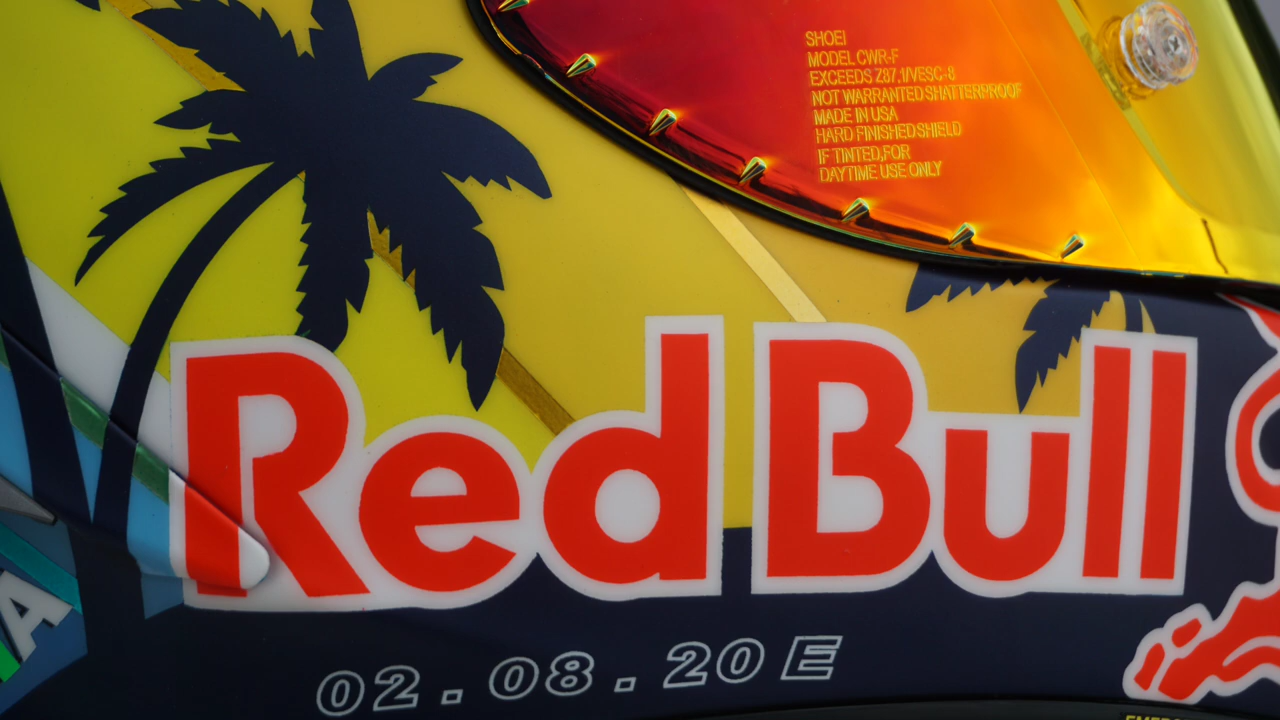 SHOEI
MODEL CWR-F
EXCEEDS Z87.1/VESC-8
NOT WARRANTED SHATTERPROOF
MADE IN USA
HARD FINISHED SHIELD
IF TINTED,FOR
DAYTIME USE ONLY
Red Bull
02.08.20E